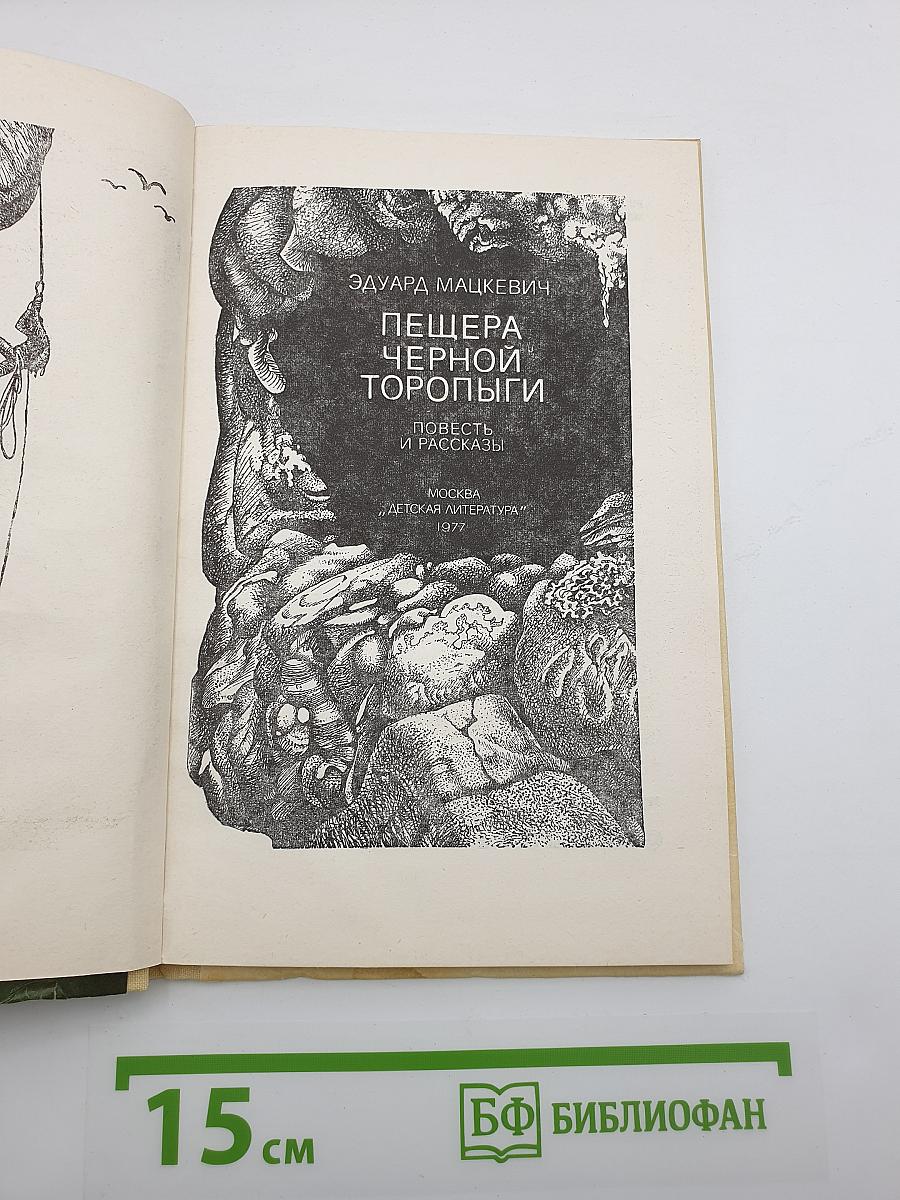 ЭДУАРД МАЦКЕВИЧ
ПЕЩЕРА
ЧЕРНОЙ
ТОРОПЫГИ
ПОВЕСТЬ
И РАССКАЗЫ
МОСКВА
„ДЕТСКАЯ ЛИТЕРАТУРА"
1977
15 см
БФ БИБЛИОФАН